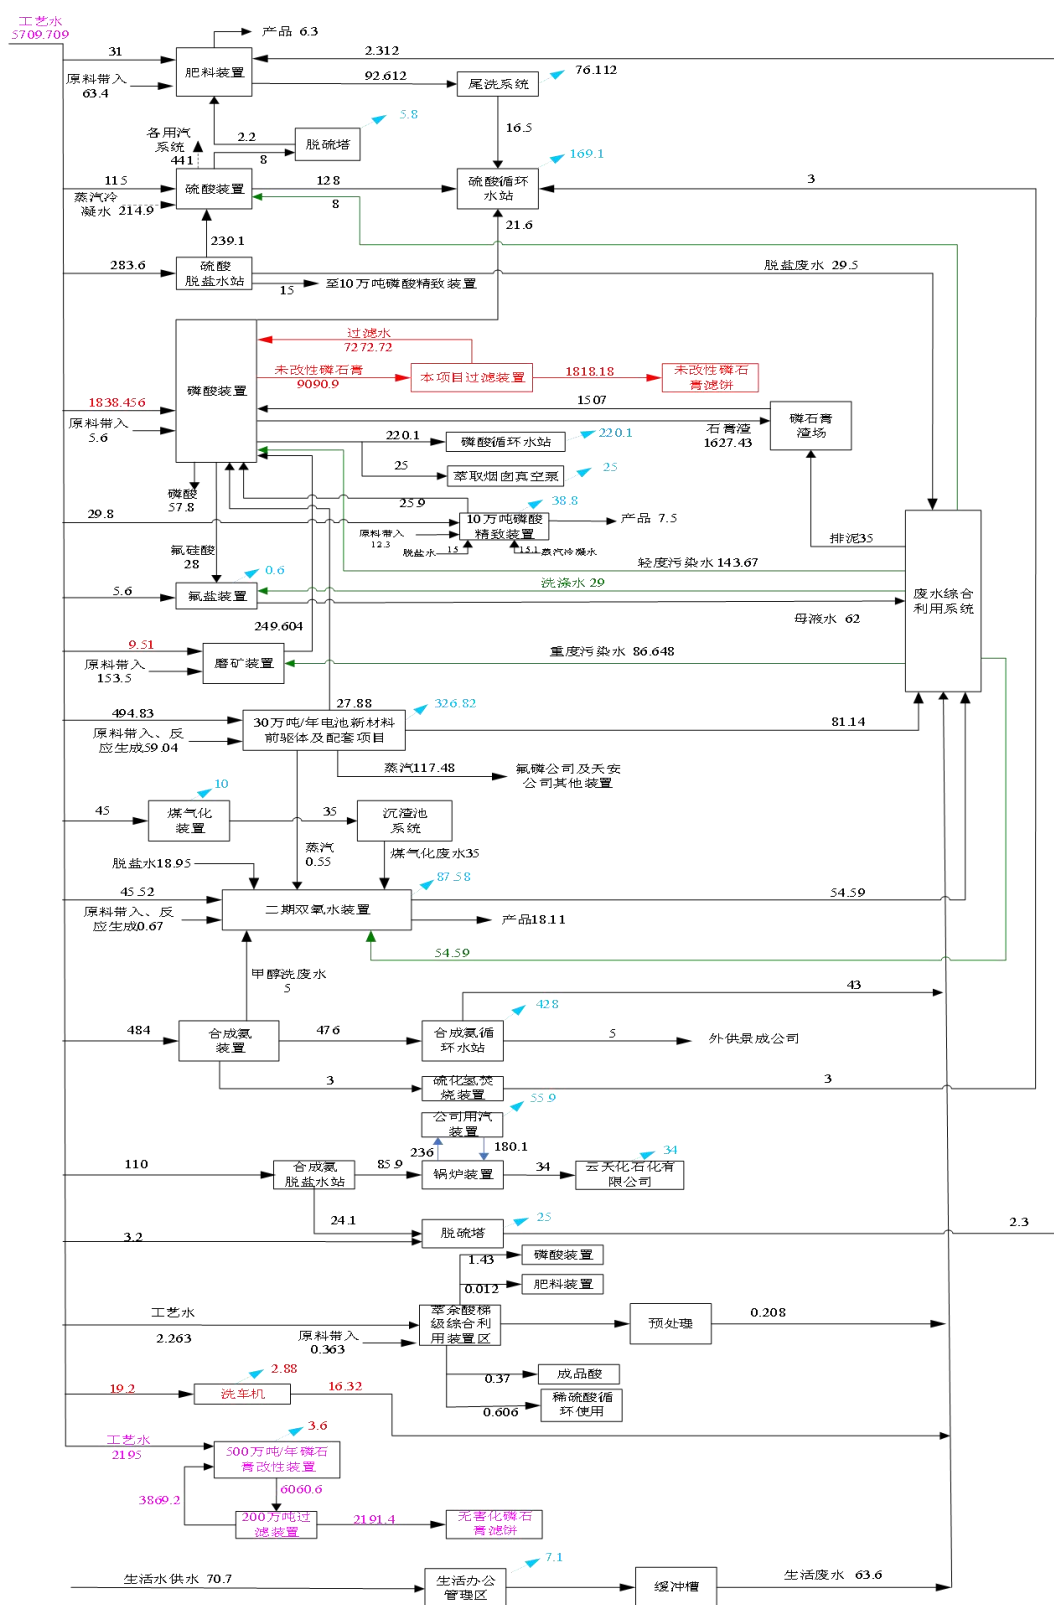 工艺水
5709.709
产品 6.3
31
2.312
肥料装置
原料带入
63.4
92.612
尾洗系统
76.112
16.5
5.8
各用汽
系统
441
2.2
脱硫塔
8
169.1
115
硫酸装置
128
硫酸循环
水站
3
蒸汽冷
凝水 214.9
8
21.6
239.1
283.6
硫酸
脱盐水站
脱盐废水 29.5
15
至10万吨磷酸精致装置
过滤水
7272.72
磷酸装置
未改性磷石膏
9090.9
本项目过滤装置
1818.18
未改性磷石
膏滤饼
1838.456
原料带入
5.6
1507
石膏渣
1627.43
磷石膏
渣场
220.1
磷酸循环水站
220.1
25
萃取烟囱真空泵
25
磷酸
57.8
25.9
38.8
29.8
10万吨磷酸
精致装置
产品 7.5
原料带入
12.3
脱盐水
15
15.1
蒸汽冷凝水
排泥35
氟硅酸
28
轻度污染水 143.67
0.6
洗涤水 29
5.6
氟盐装置
废水综合
利用系统
母液水 62
249.604
9.51
磨矿装置
重度污染水 86.648
原料带入
153.5
27.88
326.82
494.83
30万吨/年电池新材料
前驱体及配套项目
81.14
原料带入、反
应生成59.04
蒸汽117.48
氟磷公司及天安
公司其他装置
10
45
煤气化
装置
35
沉渣池
系统
蒸汽
0.55
煤气化废水35
脱盐水18.95
87.58
45.52
二期双氧水装置
54.59
原料带入、反
应生成0.67
产品18.11
54.59
甲醇洗废水
5
43
428
484
合成氨
装置
476
合成氨循
环水站
5
外供景成公司
3
硫化氢焚
烧装置
3
55.9
公司用汽
装置
236
180.1
110
合成氨
脱盐水站
85.9
锅炉装置
34
34
云天化石化有
限公司
24.1
25
脱硫塔
2.3
3.2
1.43
磷酸装置
0.012
肥料装置
工艺水
2.263
萃余酸梯
级综合利
用装置区
预处理
0.208
原料带入
0.363
0.37
成品酸
0.606
稀硫酸循
环使用
2.88
19.2
洗车机
16.32
3.6
工艺水
2195
500万吨/年磷石
膏改性装置
3869.2
6060.6
200万吨过
滤装置
2191.4
无害化磷石
膏滤饼
7.1
生活水供水 70.7
生活办公
管理区
缓冲槽
生活废水 63.6